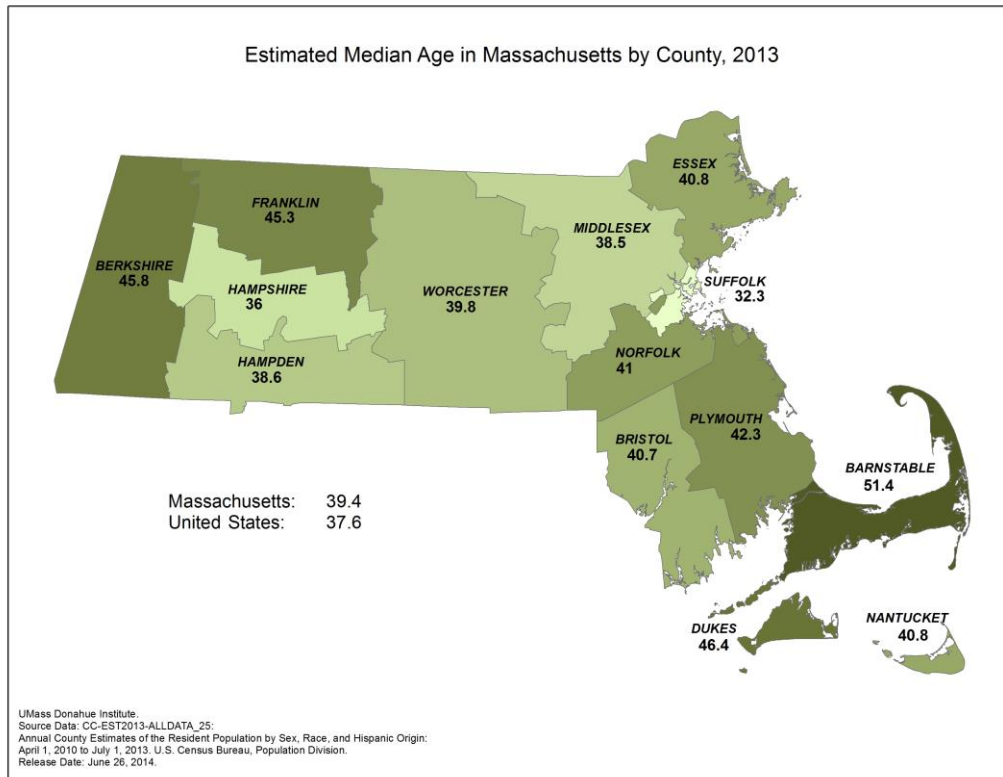 Estimated Median Age in Massachusetts by County, 2013
ESSEX
40.8
FRANKLIN
45.3
MIDDLESEX
38.5
BERKSHIRE
45.8
HAMPSHIRE
36
WORCESTER
39.8
SUFFOLK
32.3
HAMPDEN
38.6
NORFOLK
41
PLYMOUTH
42.3
BRISTOL
40.7
BARNSTABLE
51.4
Massachusetts: 39.4
United States: 37.6
DUKES
46.4
NANTUCKET
40.8
UMass Donahue Institute.
Source Data: CC-EST2013-ALLDATA_25:
Annual County Estimates of the Resident Population by Sex, Race, and Hispanic Origin:
April 1, 2010 to July 1, 2013. U.S. Census Bureau, Population Division.
Release Date: June 26, 2014.